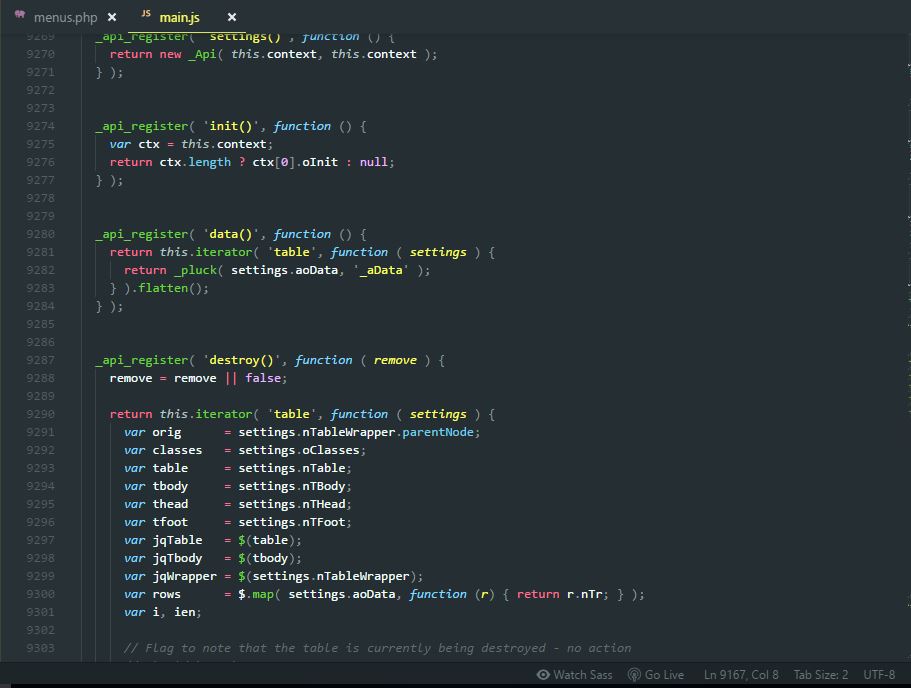 menus.php ×   JS main.js ×
9269 _api_register( 'settings()', function () {
9270   return new _Api( this.context, this.context );
9271 } );
9272
9273
9274 _api_register( 'init()', function () {
9275   var ctx = this.context;
9276   return ctx.length ? ctx[0].oInit : null;
9277 } );
9278
9279
9280 _api_register( 'data()', function () {
9281   return this.iterator( 'table', function ( settings ) {
9282     return _pluck( settings.aoData, '_aData' );
9283   } ).flatten();
9284 } );
9285
9286
9287 _api_register( 'destroy()', function ( remove ) {
9288   remove = remove || false;
9289
9290   return this.iterator( 'table', function ( settings ) {
9291     var orig      = settings.nTableWrapper.parentNode;
9292     var classes   = settings.oClasses;
9293     var table     = settings.nTable;
9294     var tbody     = settings.nTBody;
9295     var thead     = settings.nTHead;
9296     var tfoot     = settings.nTFoot;
9297     var jqTable   = $(table);
9298     var jqTbody   = $(tbody);
9299     var jqWrapper = $(settings.nTableWrapper);
9300     var rows      = $.map( settings.aoData, function (r) { return r.nTr; } );
9301     var i, ien;
9302
9303     // Flag to note that the table is currently being destroyed - no action
Watch Sass   Go Live   Ln 9167, Col 8   Tab Size: 2   UTF-8